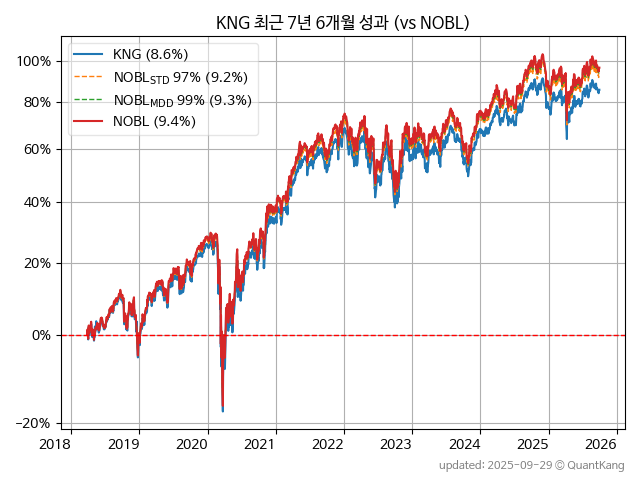 KNG 최근 7년 6개월 성과 (vs NOBL)
KNG (8.6%)
NOBL_STD 97% (9.2%)
NOBL_MDD 99% (9.3%)
NOBL (9.4%)
100%
80%
60%
40%
20%
0%
−20%
2018 2019 2020 2021 2022 2023 2024 2025 2026
updated: 2025-09-29 © QuantKang